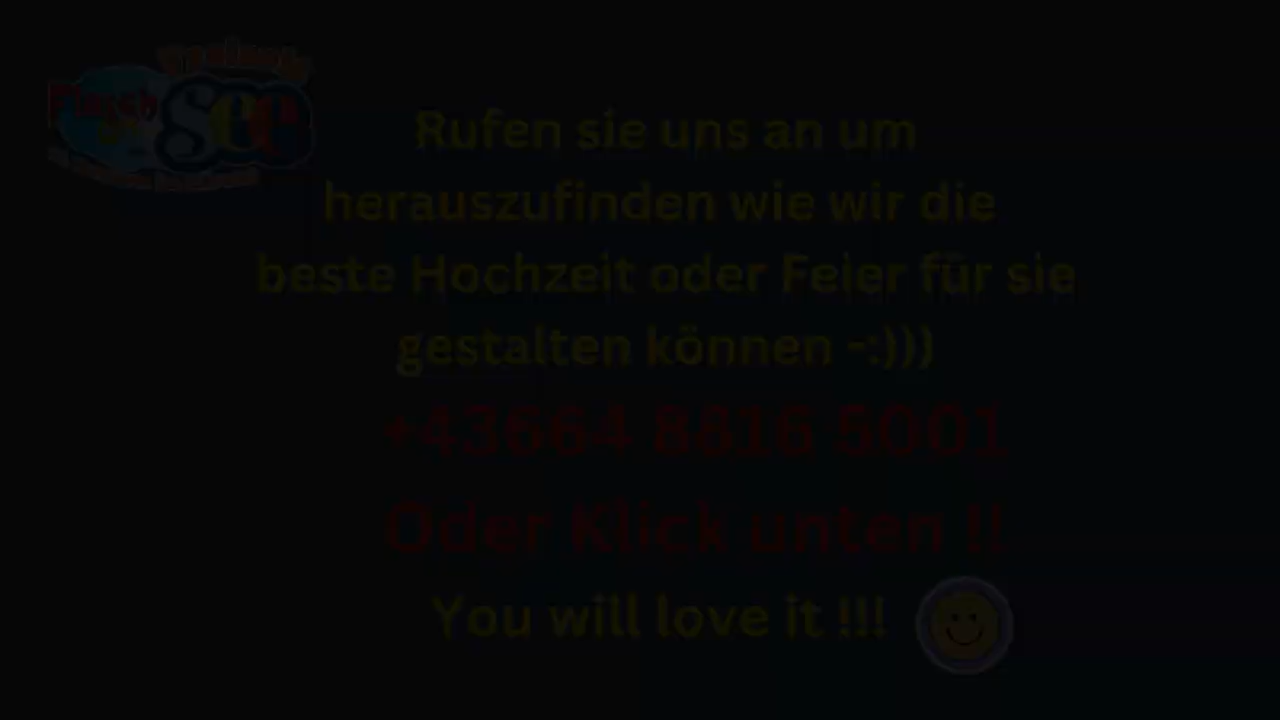 See
Rufen sie uns an um
herauszufinden wie wir die
beste Hochzeit oder Feier für sie
gestalten können -:)))
+43664 8816 5001
Oder Klick unten !!
You will love it !!!